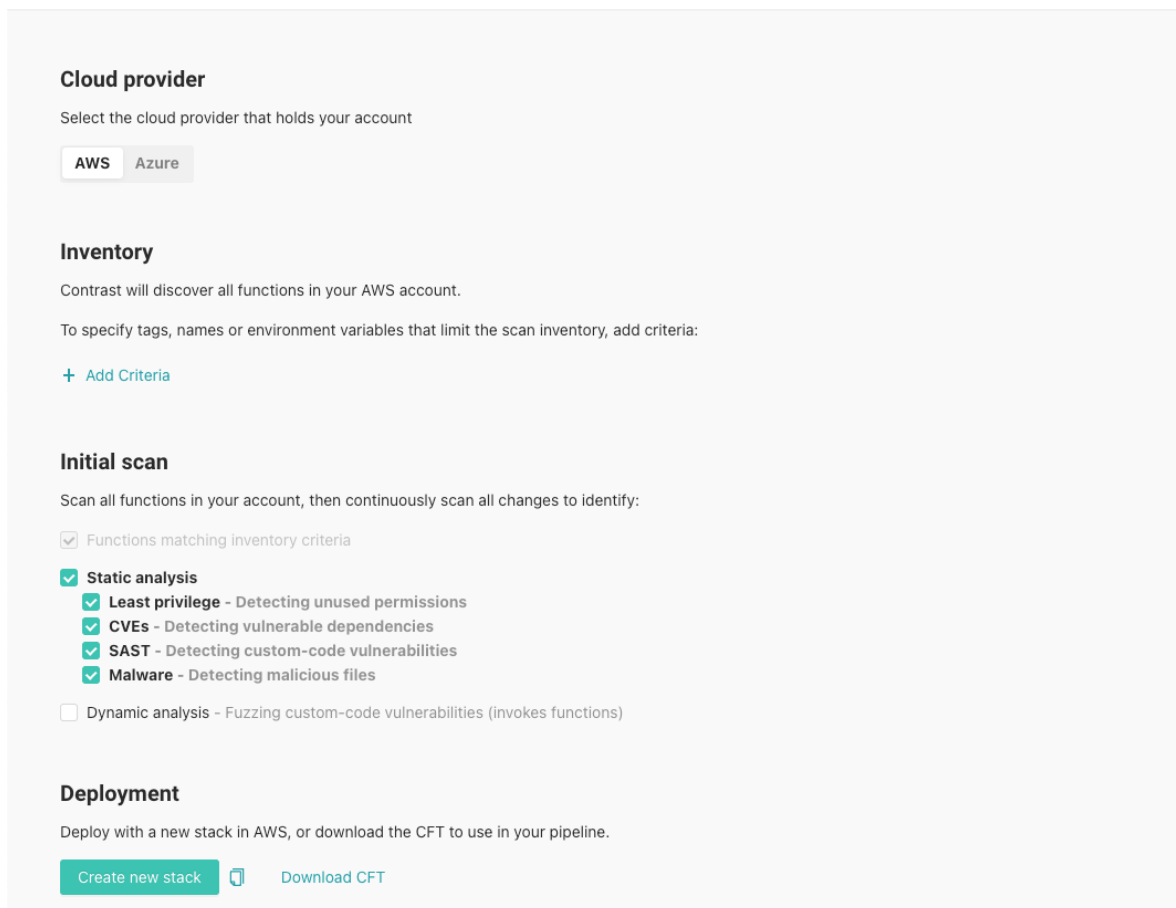 Cloud provider
Select the cloud provider that holds your account
AWS Azure
Inventory
Contrast will discover all functions in your AWS account.
To specify tags, names or environment variables that limit the scan inventory, add criteria:
+ Add Criteria
Initial scan
Scan all functions in your account, then continuously scan all changes to identify:
Functions matching inventory criteria
Static analysis
Least privilege - Detecting unused permissions
CVEs - Detecting vulnerable dependencies
SAST - Detecting custom-code vulnerabilities
Malware - Detecting malicious files
Dynamic analysis - Fuzzing custom-code vulnerabilities (invokes functions)
Deployment
Deploy with a new stack in AWS, or download the CFT to use in your pipeline.
Create new stack Download CFT